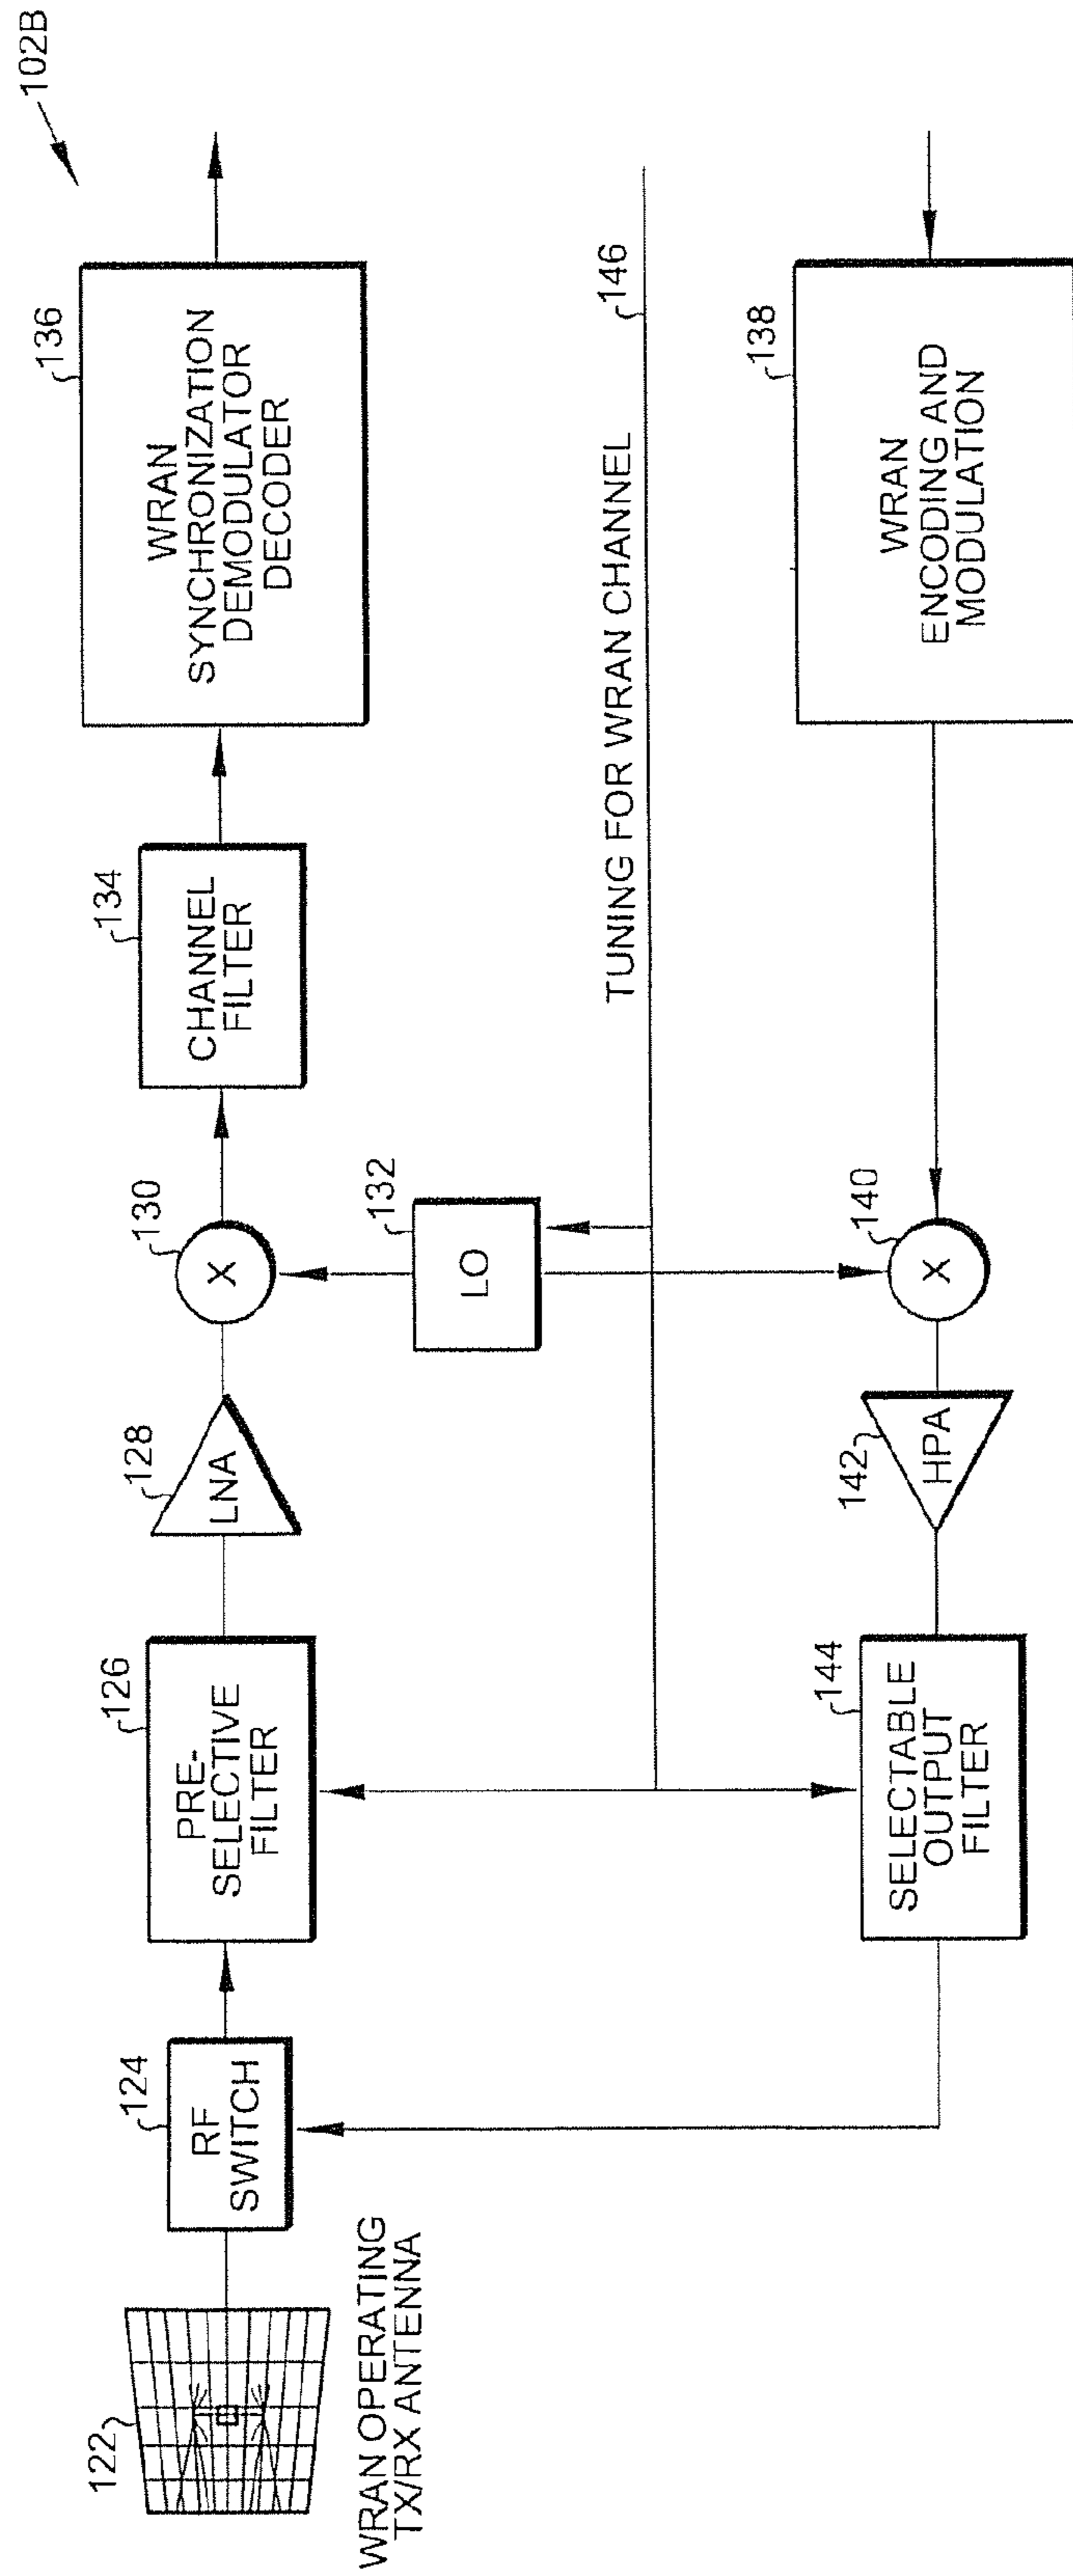 102B
122
WRAN OPERATING
TX/RX ANTENNA
124
RF
SWITCH
126
PRE-
SELECTIVE
FILTER
128
LNA
130
X
132
LO
134
CHANNEL
FILTER
136
WRAN
SYNCHRONIZATION
DEMODULATOR
DECODER
TUNING FOR WRAN CHANNEL
146
144
SELECTABLE
OUTPUT
FILTER
142
HPA
140
X
138
WRAN
ENCODING AND
MODULATION